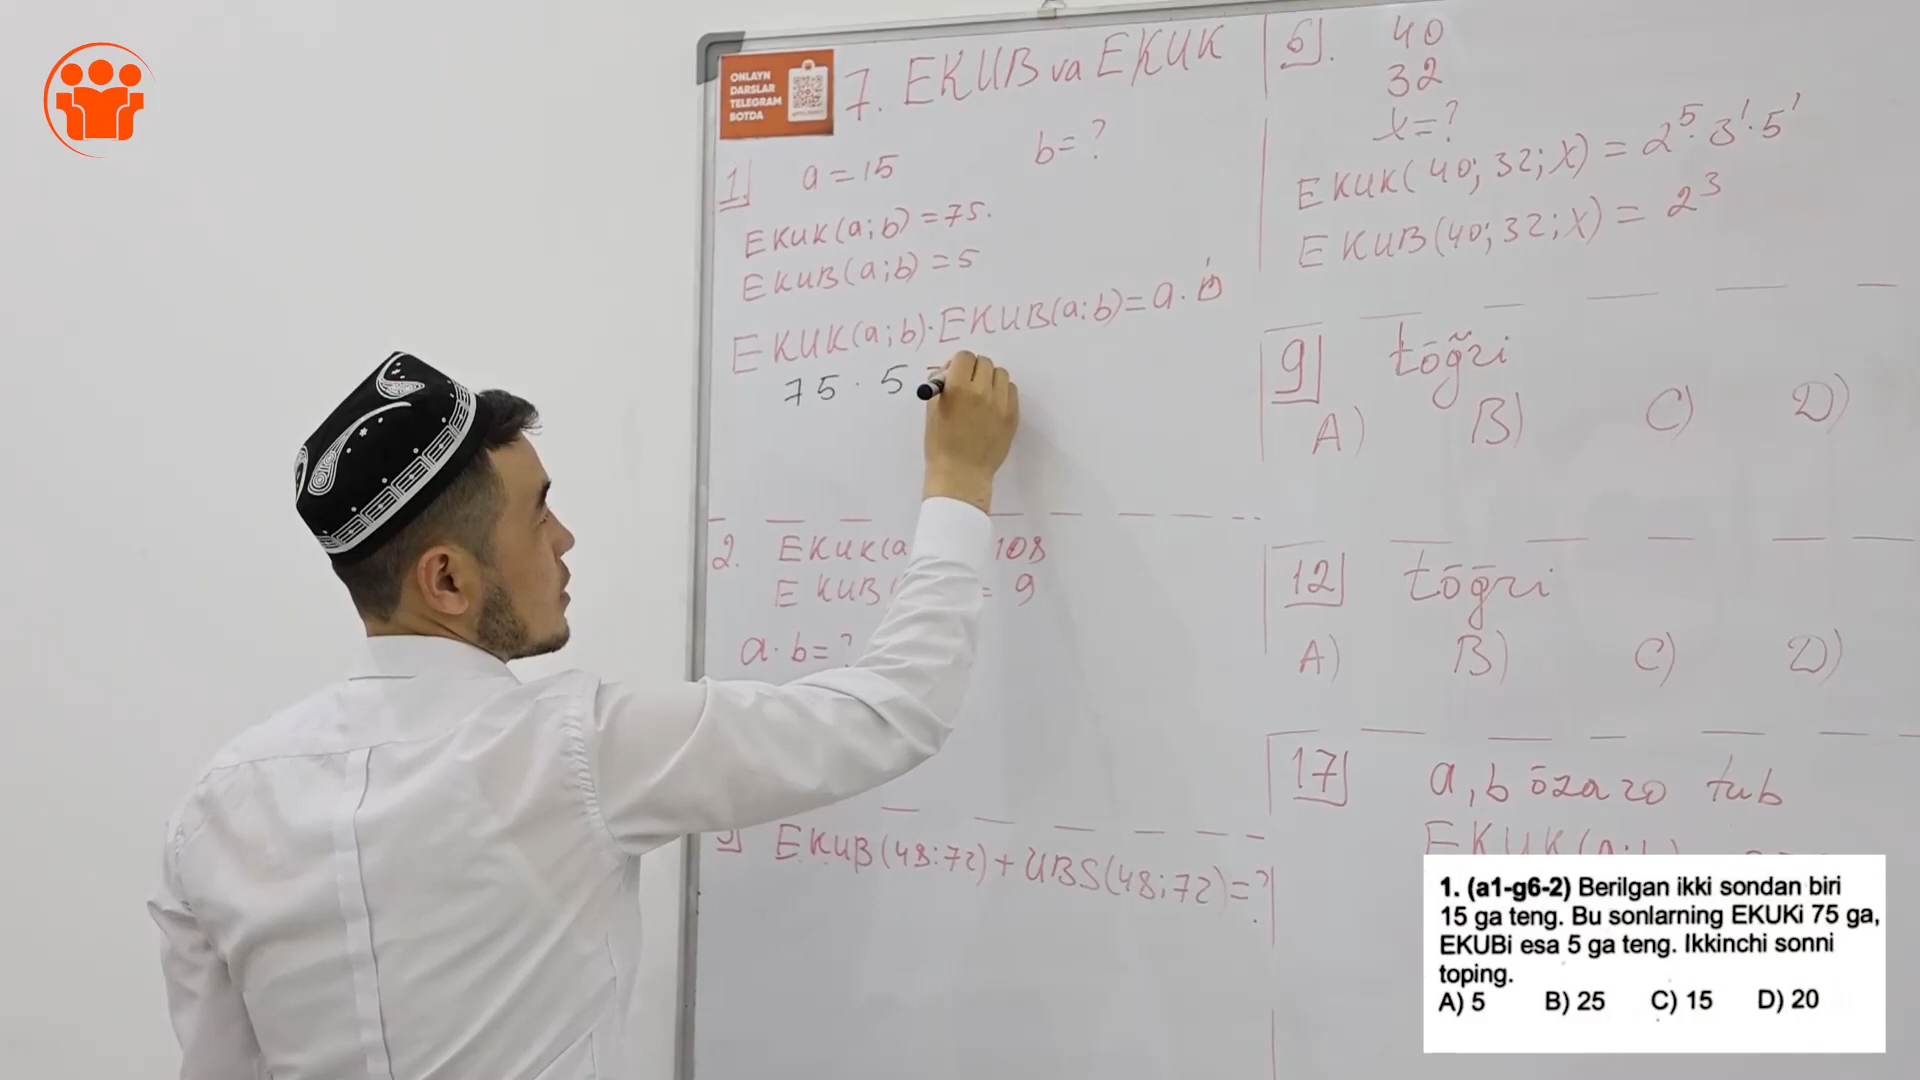 ONLAYN
DARSLAR
TELEGRAM
BOTDA
7. EKUB va EKUK
1. a=15 b=?
EKUK(a;b)=75.
EKUB(a;b)=5
EKUK(a;b)·EKUB(a;b)=a·b
75·5
2. EKUK(a 108
EKUB( = 9
a·b=?
EKUB(48;72)+UBS(48;72)=?
6. 40
32
x=?
EKUK(40;32;x)=2⁵·3¹·5¹
EKUB(40;32;x)=2³
9 tōğri
A) B) C) D)
12 tōğri
A) B) C) D)
17 a,b ōzaro tub
1. (a1-g6-2) Berilgan ikki sondan biri
15 ga teng. Bu sonlarning EKUKi 75 ga,
EKUBi esa 5 ga teng. Ikkinchi sonni
toping.
A) 5 B) 25 C) 15 D) 20